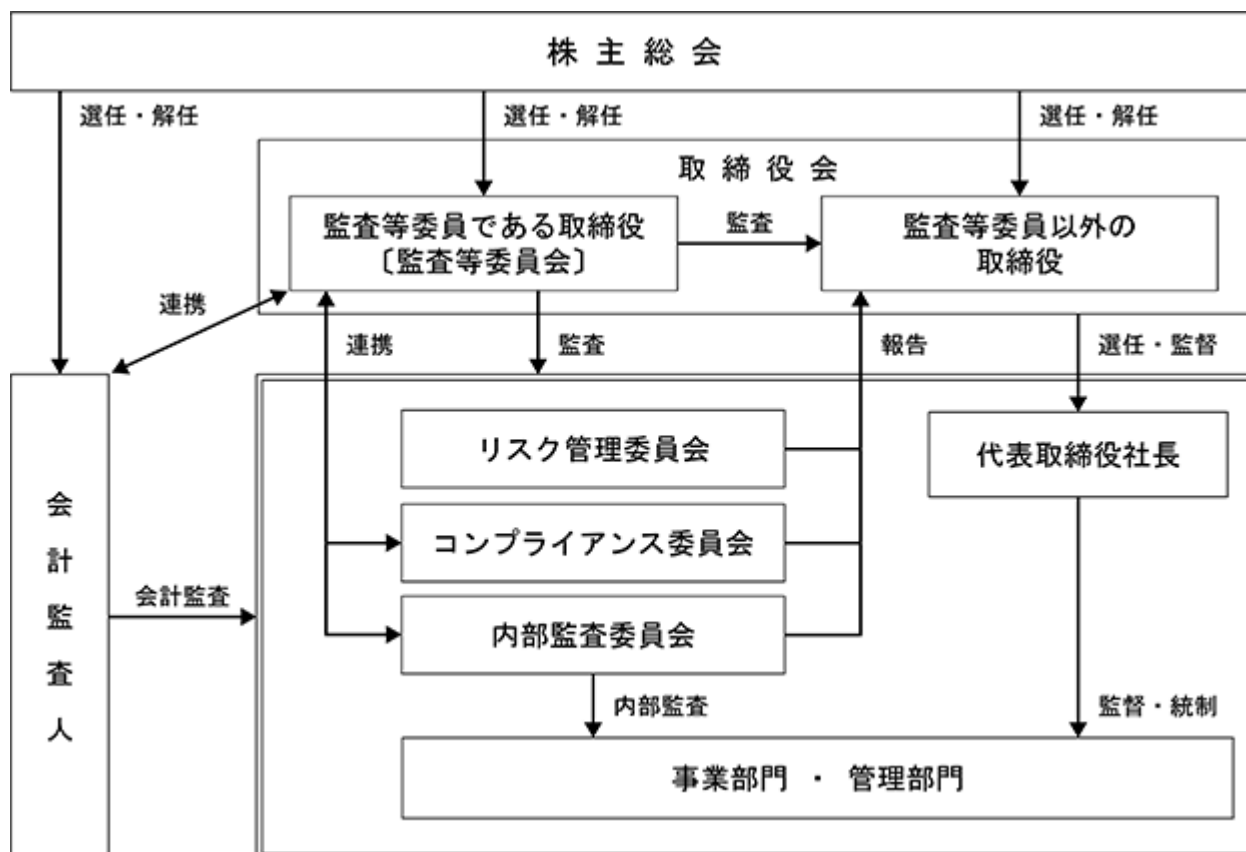 株主総会
選任・解任
選任・解任
選任・解任
取締役会
監査等委員である取締役
〔監査等委員会〕
監査
監査等委員以外の
取締役
連携
連携
監査
報告
選任・監督
リスク管理委員会
代表取締役社長
コンプライアンス委員会
会計監査人
会計監査
内部監査委員会
内部監査
監督・統制
事業部門 ・ 管理部門